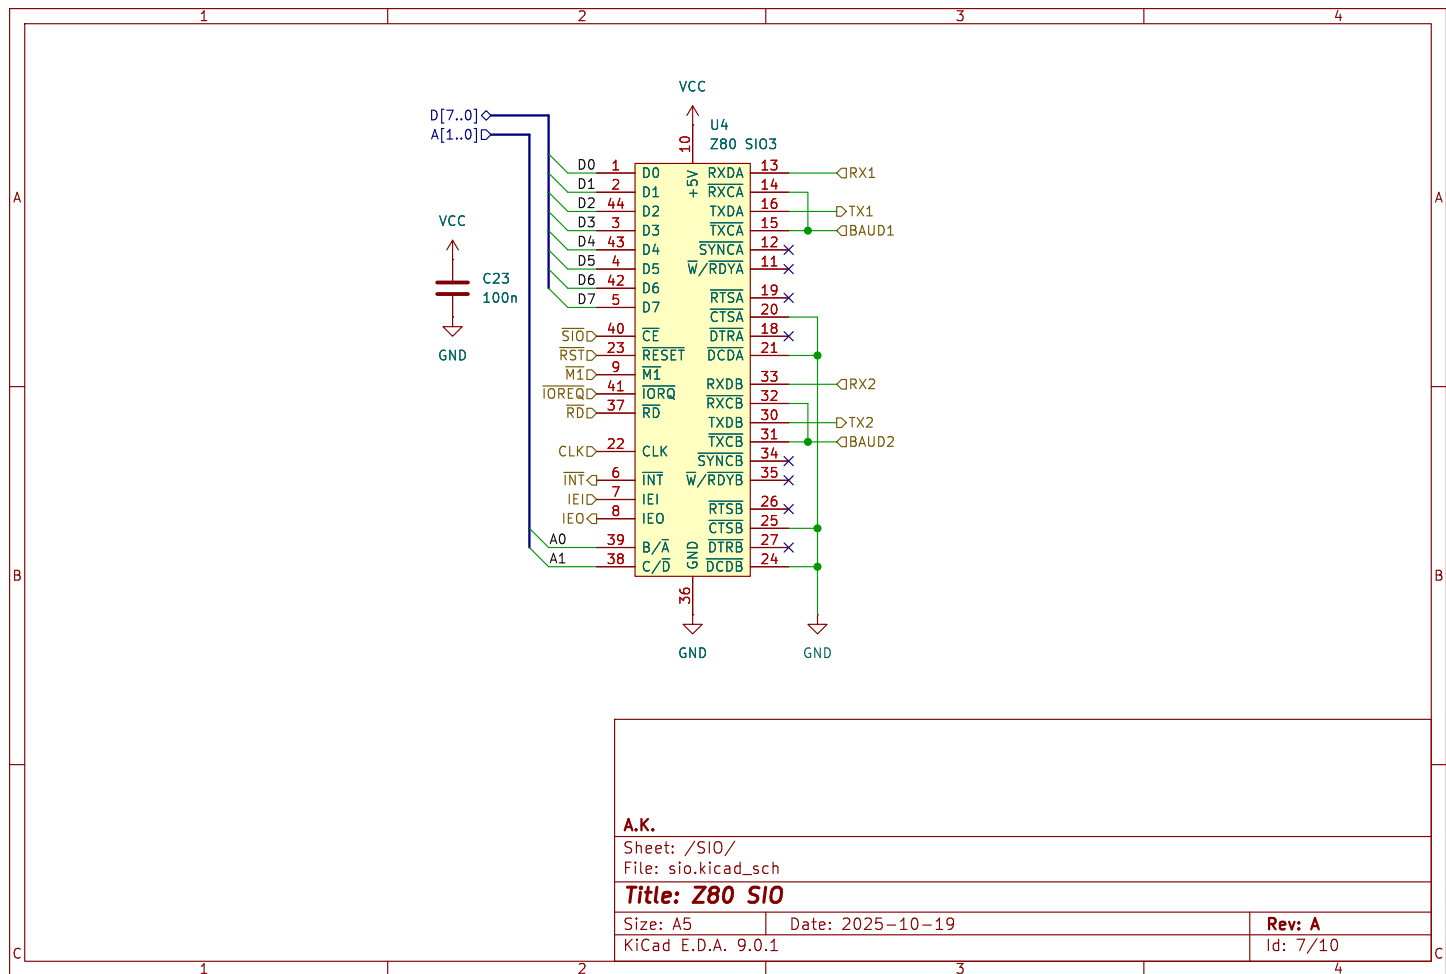 1 2 3 4
VCC
D[7..0]
A[1..0]
U4
Z80 SIO3
10
+5V
D0 1 D0 RXDA 13 RX1
D1 2 D1 RXCA 14
D2 44 D2 TXDA 16 TX1
D3 3 D3 TXCA 15 BAUD1
D4 43 D4 SYNCA 12
D5 4 D5 W/RDYA 11
D6 42 D6 RTSA 19
D7 5 D7 CTSA 20
SIO 40 CE DTRA 18
RST 23 RESET DCDA 21
M1 9 M1 RXDB 33 RX2
IOREQ 41 IORQ RXCB 32
RD 37 RD TXDB 30 TX2
TXCB 31 BAUD2
CLK 22 CLK SYNCB 34
INT 6 INT W/RDYB 35
IEI 7 IEI RTSB 26
IEO 8 IEO CTSB 25
A0 39 B/A DTRB 27
A1 38 C/D DCDB 24
GND
36
GND GND
VCC
C23
100n
GND
A A
B B
C C
A.K.
Sheet: /SIO/
File: sio.kicad_sch
Title: Z80 SIO
Size: A5 Date: 2025-10-19 Rev: A
KiCad E.D.A. 9.0.1 Id: 7/10
1 2 3 4